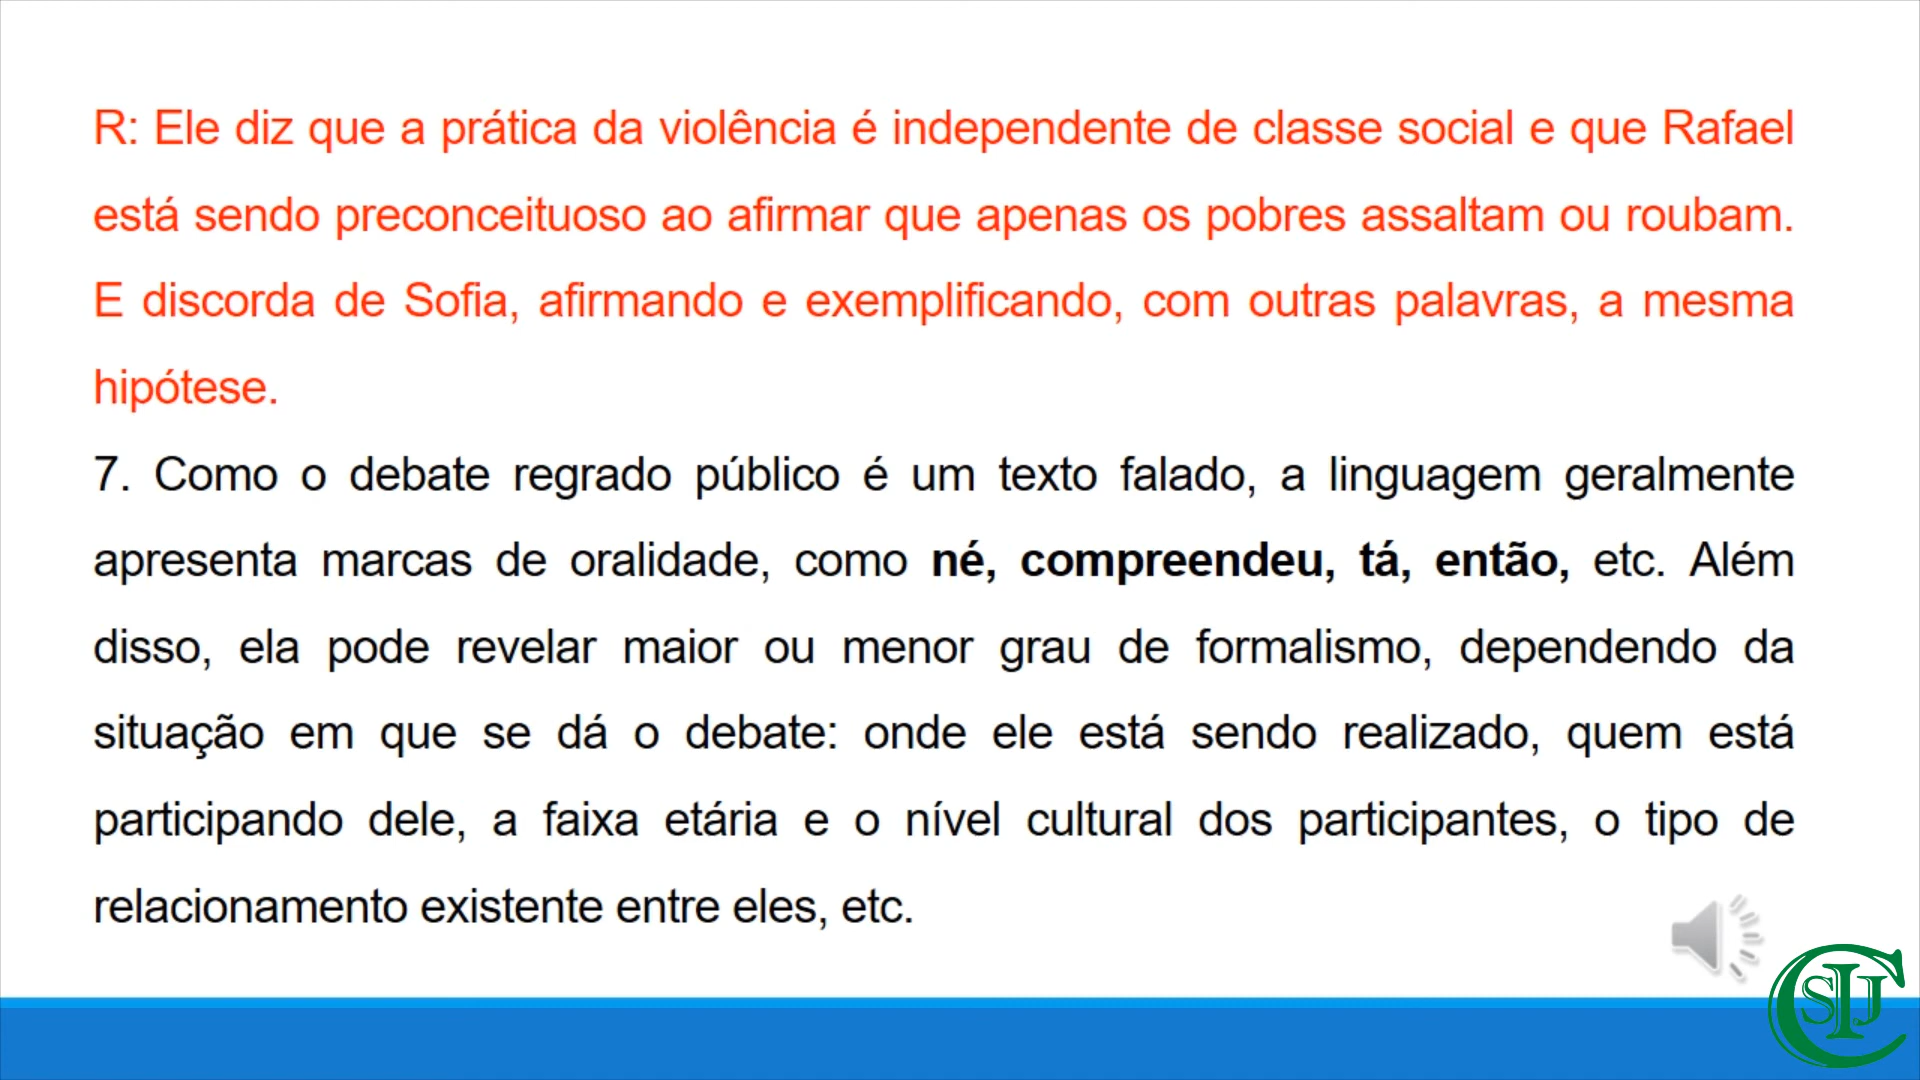 R: Ele diz que a prática da violência é independente de classe social e que Rafael
está sendo preconceituoso ao afirmar que apenas os pobres assaltam ou roubam.
E discorda de Sofia, afirmando e exemplificando, com outras palavras, a mesma
hipótese.
7. Como o debate regrado público é um texto falado, a linguagem geralmente
apresenta marcas de oralidade, como né, compreendeu, tá, então, etc. Além
disso, ela pode revelar maior ou menor grau de formalismo, dependendo da
situação em que se dá o debate: onde ele está sendo realizado, quem está
participando dele, a faixa etária e o nível cultural dos participantes, o tipo de
relacionamento existente entre eles, etc.
CSIJ